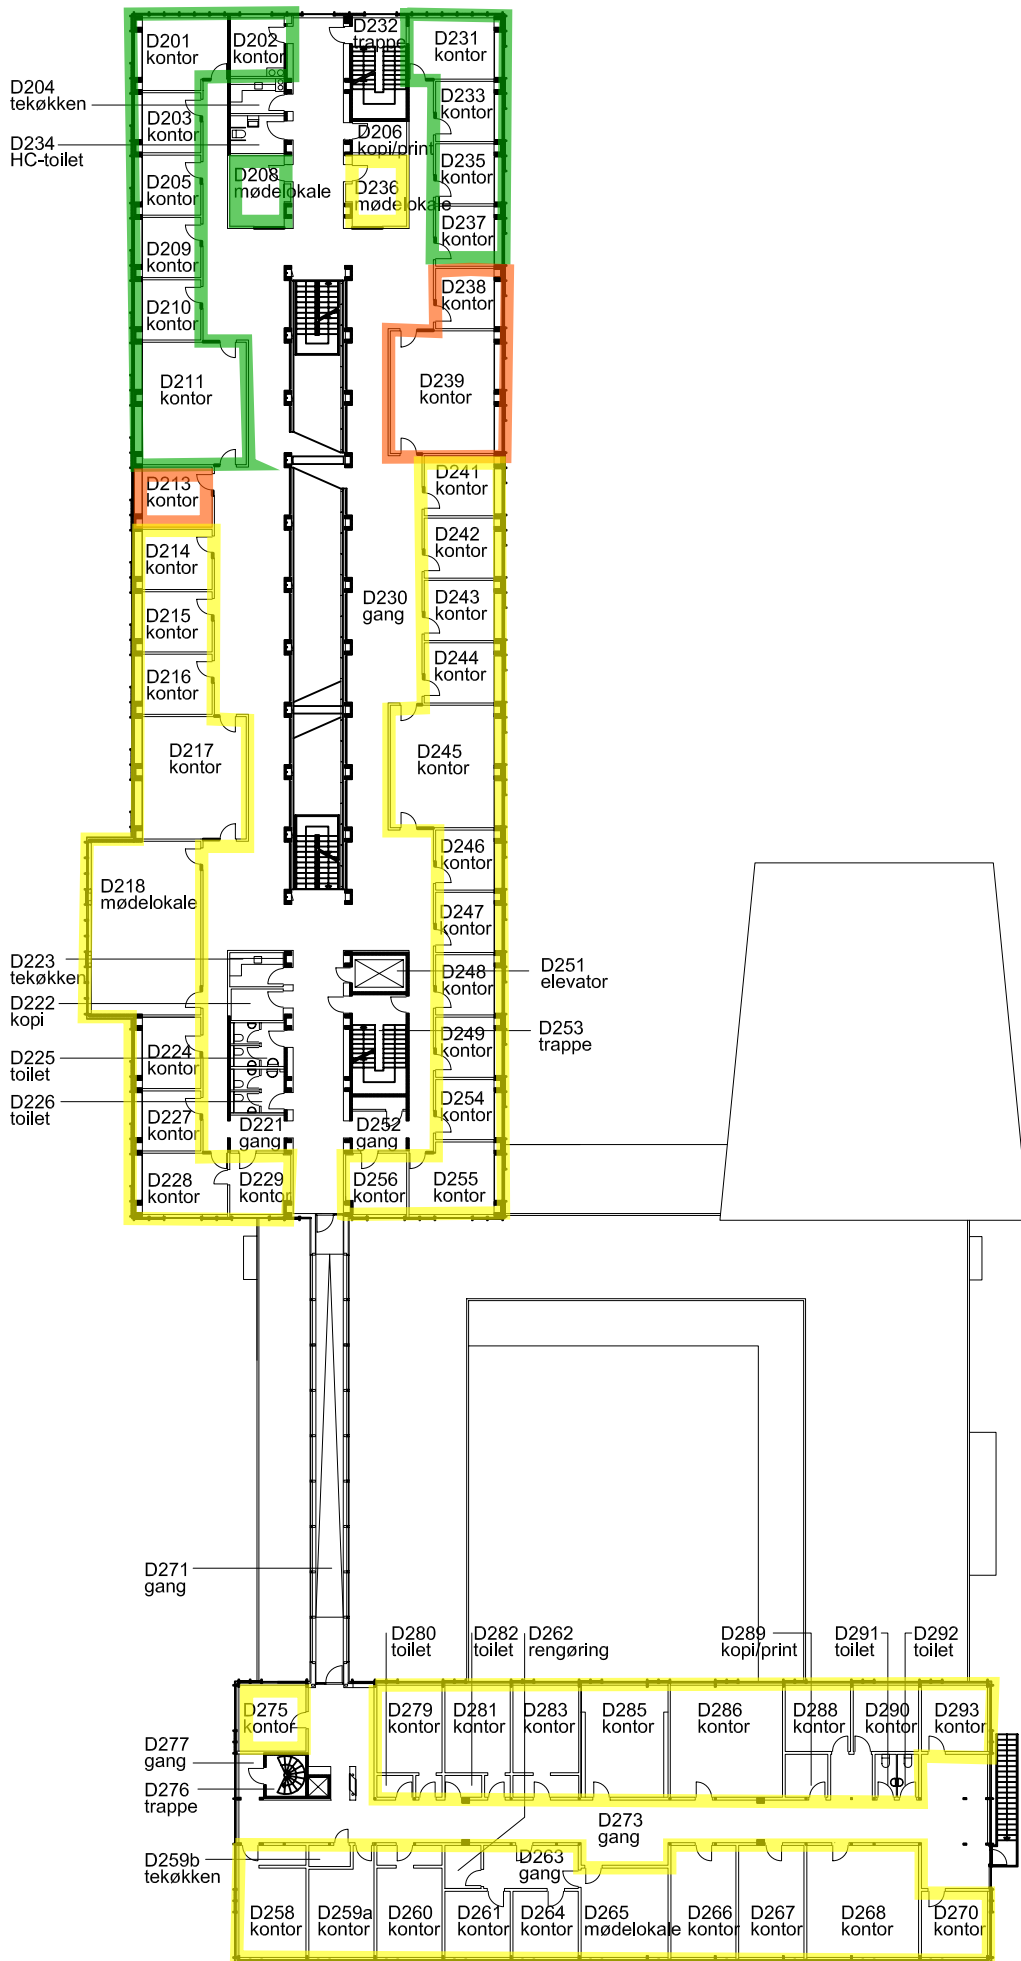 D201
kontor
D202
kontor
D232
trappe
D231
kontor
D204
tekøkken
D203
kontor
D233
kontor
D234
HC-toilet
D206
kopi/print
D205
kontor
D208
mødelokale
D236
mødelokale
D235
kontor
D209
kontor
D237
kontor
D210
kontor
D238
kontor
D211
kontor
D239
kontor
D213
kontor
D241
kontor
D214
kontor
D242
kontor
D215
kontor
D230
gang
D243
kontor
D216
kontor
D244
kontor
D217
kontor
D245
kontor
D218
mødelokale
D246
kontor
D247
kontor
D223
tekøkken
D248
kontor
D251
elevator
D222
kopi
D249
kontor
D253
trappe
D225
toilet
D224
kontor
D226
toilet
D227
kontor
D221
gang
D252
gang
D254
kontor
D228
kontor
D229
kontor
D256
kontor
D255
kontor
D271
gang
D280
toilet
D282
toilet
D262
rengøring
D289
kopi/print
D291
toilet
D292
toilet
D275
kontor
D279
kontor
D281
kontor
D283
kontor
D285
kontor
D286
kontor
D288
kontor
D290
kontor
D293
kontor
D277
gang
D276
trappe
D273
gang
D259b
tekøkken
D263
gang
D258
kontor
D259a
kontor
D260
kontor
D261
kontor
D264
kontor
D265
mødelokale
D266
kontor
D267
kontor
D268
kontor
D270
kontor